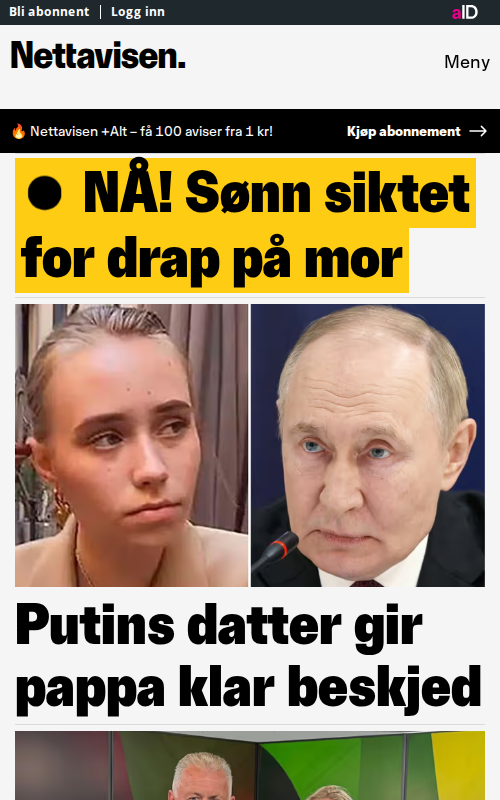 Bli abonnent
Logg inn
aID
Nettavisen.
Meny
🔥 Nettavisen +Alt – få 100 aviser fra 1 kr!
Kjøp abonnement →
● NÅ! Sønn siktet
for drap på mor
Putins datter gir
pappa klar beskjed